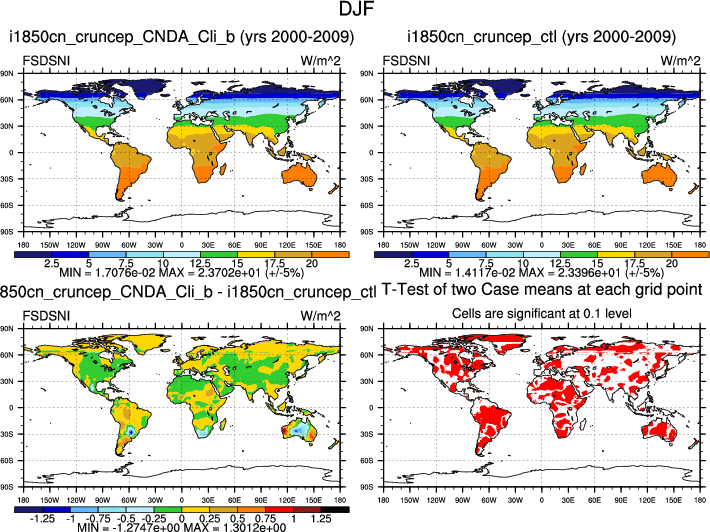 DJF
i1850cn_cruncep_CNDA_Cli_b (yrs 2000-2009)
FSDSNI W/m^2
90N
60N
30N
0
30S
60S
90S
180 150W 120W 90W 60W 30W 0 30E 60E 90E 120E 150E 180
2.5 5 7.5 10 12.5 15 17.5 20
MIN = 1.7076e-02 MAX = 2.3702e+01 (+/-5%)
i1850cn_cruncep_ctl (yrs 2000-2009)
FSDSNI W/m^2
90N
60N
30N
0
30S
60S
90S
180 150W 120W 90W 60W 30W 0 30E 60E 90E 120E 150E 180
2.5 5 7.5 10 12.5 15 17.5 20
MIN = 1.4117e-02 MAX = 2.3396e+01 (+/-5%)
850cn_cruncep_CNDA_Cli_b - i1850cn_cruncep_ctl
FSDSNI W/m^2
90N
60N
30N
0
30S
60S
90S
180 150W 120W 90W 60W 30W 0 30E 60E 90E 120E 150E 180
-1.25 -1 -0.75 -0.5 -0.25 0 0.25 0.5 0.75 1 1.25
MIN = -1.2747e+00 MAX = 1.3012e+00
T-Test of two Case means at each grid point
Cells are significant at 0.1 level
90N
60N
30N
0
30S
60S
90S
180 150W 120W 90W 60W 30W 0 30E 60E 90E 120E 150E 180